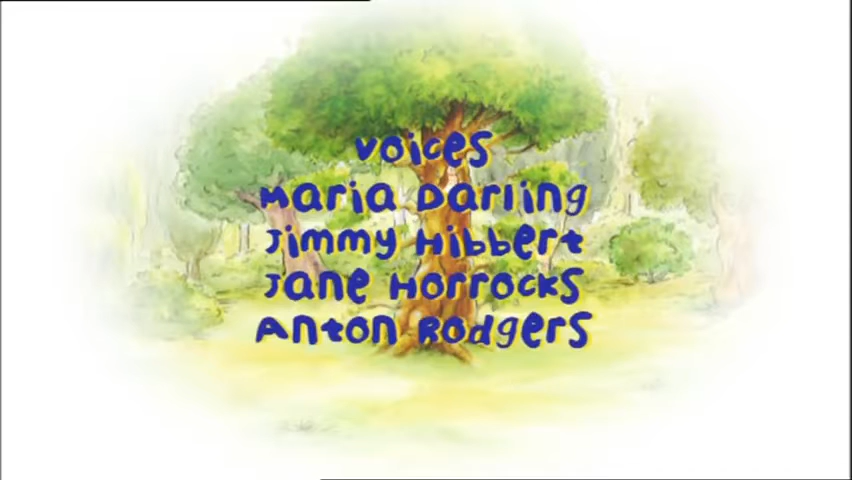 voices
Maria Darling
Jimmy Hibbert
Jane Horrocks
Anton Rodgers